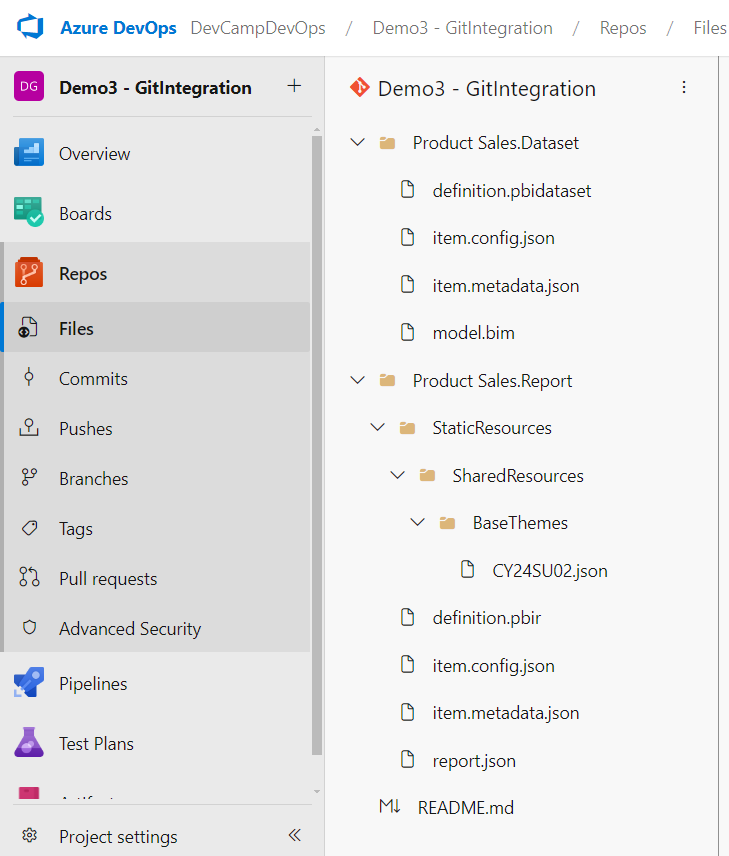 Azure DevOps DevCampDevOps / Demo3 - GitIntegration / Repos / Files
DG Demo3 - GitIntegration
Overview
Boards
Repos
Files
Commits
Pushes
Branches
Tags
Pull requests
Advanced Security
Pipelines
Test Plans
Project settings
Demo3 - GitIntegration
Product Sales.Dataset
definition.pbidataset
item.config.json
item.metadata.json
model.bim
Product Sales.Report
StaticResources
SharedResources
BaseThemes
CY24SU02.json
definition.pbir
item.config.json
item.metadata.json
report.json
README.md